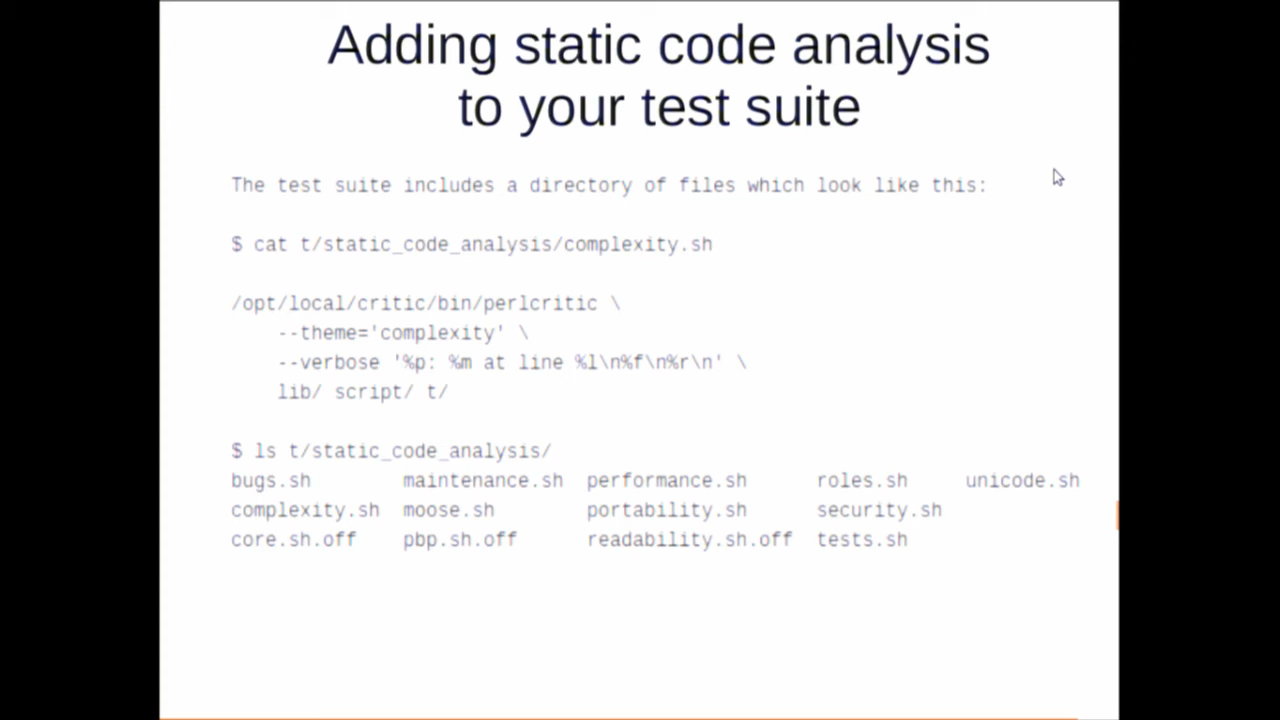 Adding static code analysis
to your test suite
The test suite includes a directory of files which look like this:
$ cat t/static_code_analysis/complexity.sh
/opt/local/critic/bin/perlcritic \
--theme='complexity' \
--verbose '%p: %m at line %l\n%f\n%r\n' \
lib/ script/ t/
$ ls t/static_code_analysis/
bugs.sh maintenance.sh performance.sh roles.sh unicode.sh
complexity.sh moose.sh portability.sh security.sh
core.sh.off pbp.sh.off readability.sh.off tests.sh